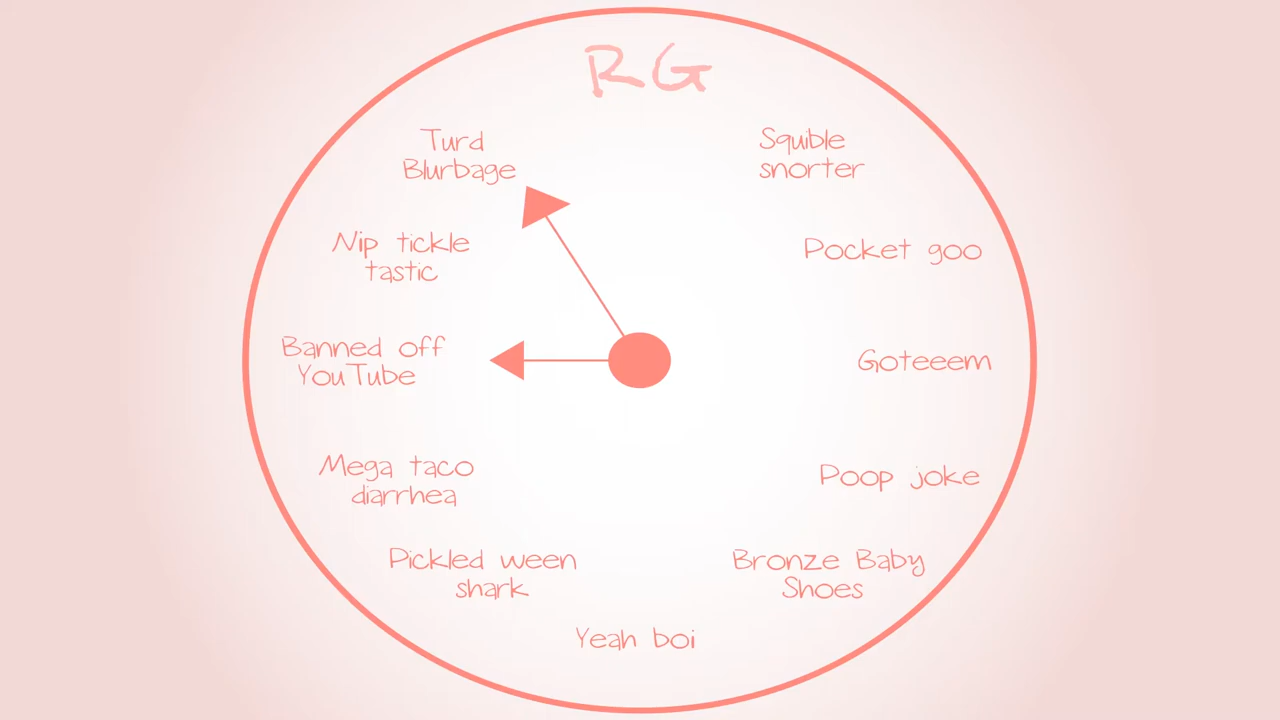 RG
Turd
Blurbage
Squible
snorter
Nip tickle
tastic
Pocket goo
Banned off
YouTube
Goteeem
Mega taco
diarrhea
Poop joke
Pickled ween
shark
Bronze Baby
Shoes
Yeah boi